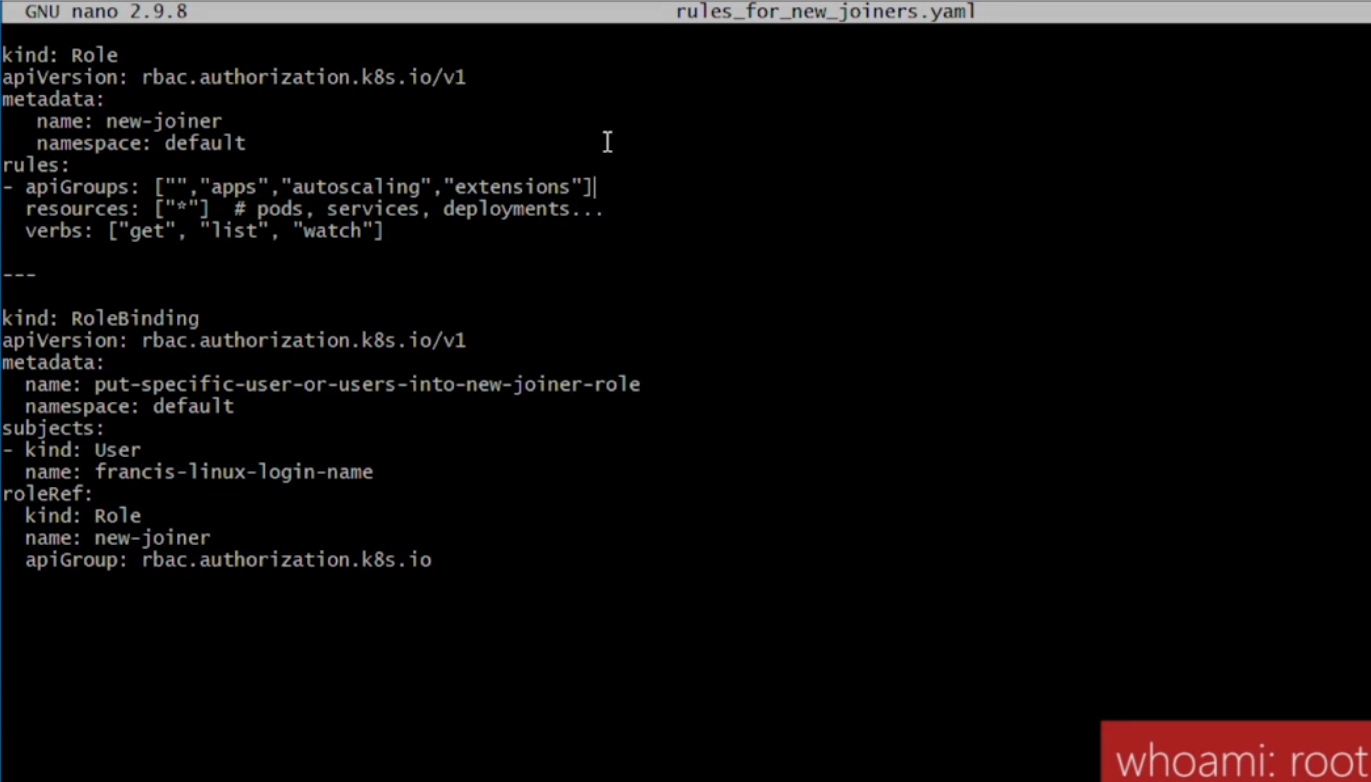 GNU nano 2.9.8 rules_for_new_joiners.yaml
kind: Role
apiVersion: rbac.authorization.k8s.io/v1
metadata:
   name: new-joiner
   namespace: default
rules:
- apiGroups: ["","apps","autoscaling","extensions"]
  resources: ["*"]  # pods, services, deployments...
  verbs: ["get", "list", "watch"]
---
kind: RoleBinding
apiVersion: rbac.authorization.k8s.io/v1
metadata:
  name: put-specific-user-or-users-into-new-joiner-role
  namespace: default
subjects:
- kind: User
  name: francis-linux-login-name
roleRef:
  kind: Role
  name: new-joiner
  apiGroup: rbac.authorization.k8s.io
whoami: root